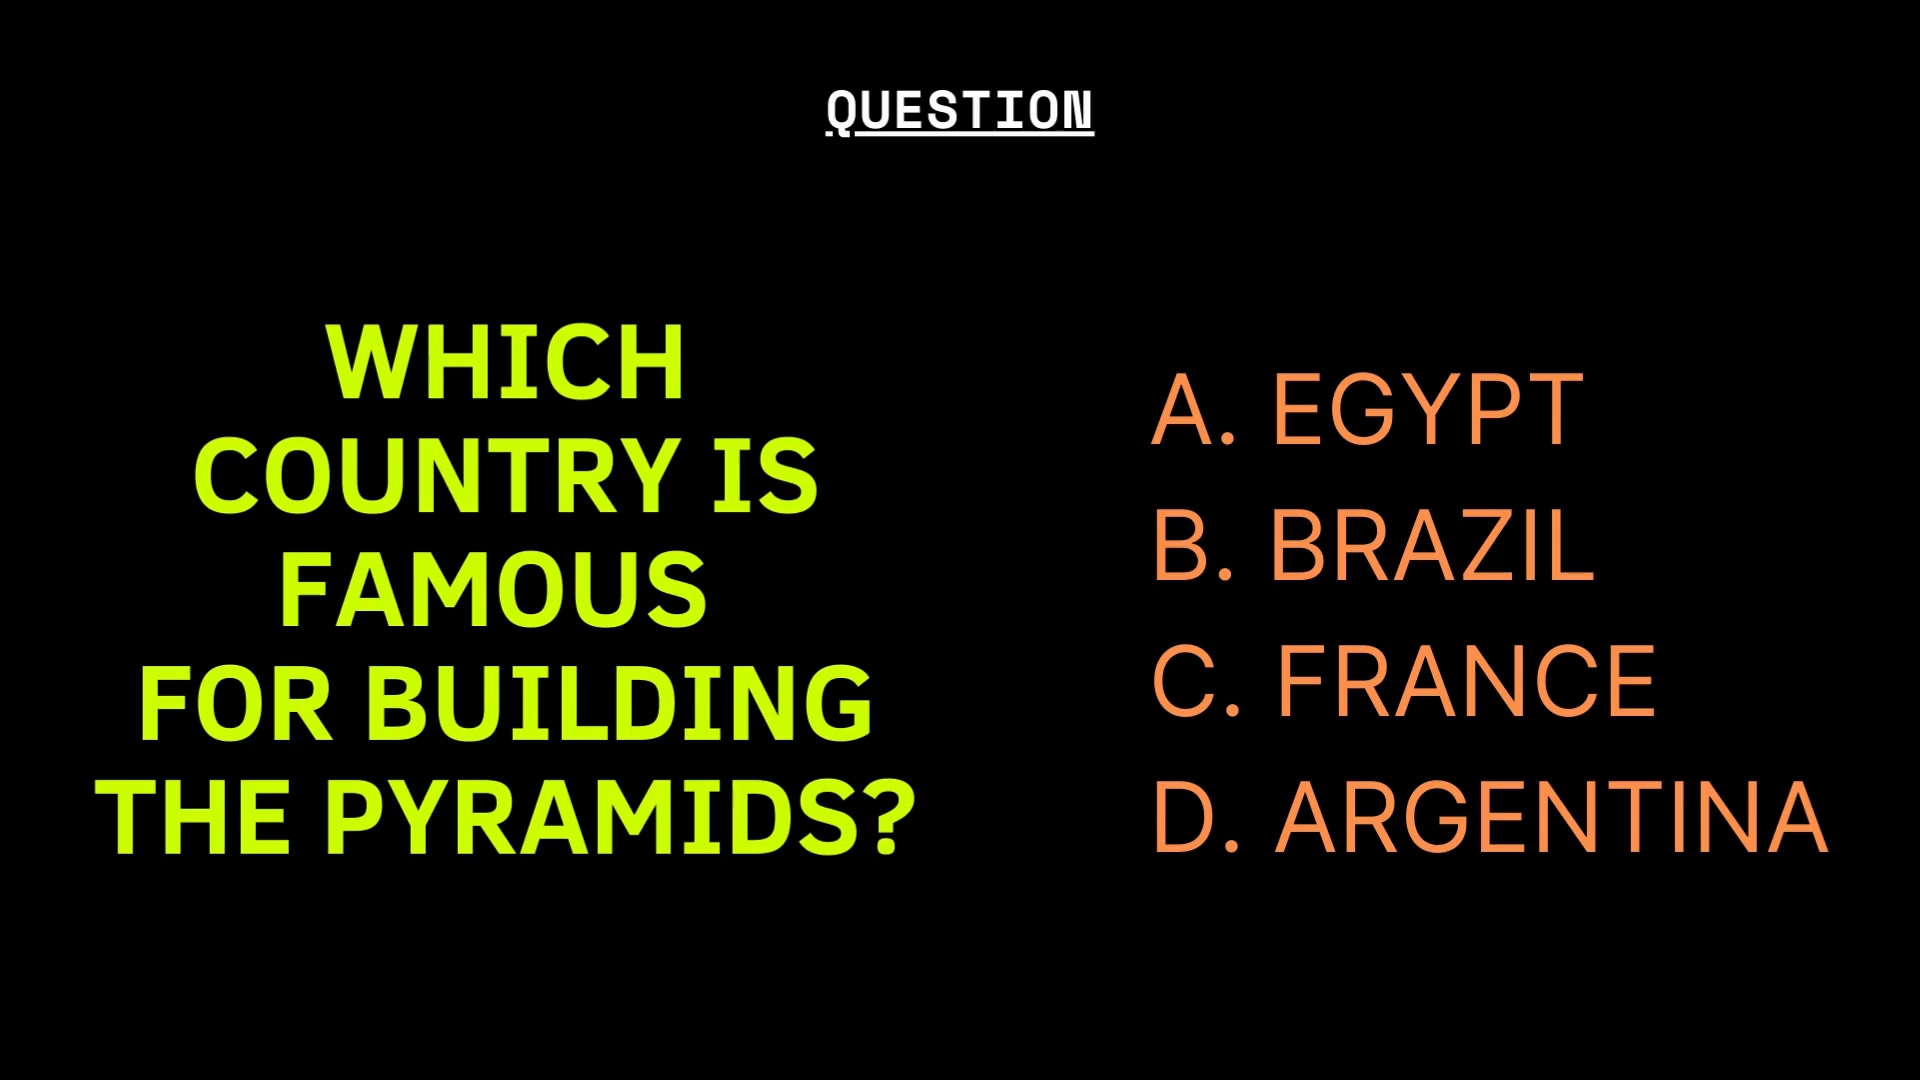 QUESTION
WHICH
COUNTRY IS
FAMOUS
FOR BUILDING
THE PYRAMIDS?
A. EGYPT
B. BRAZIL
C. FRANCE
D. ARGENTINA